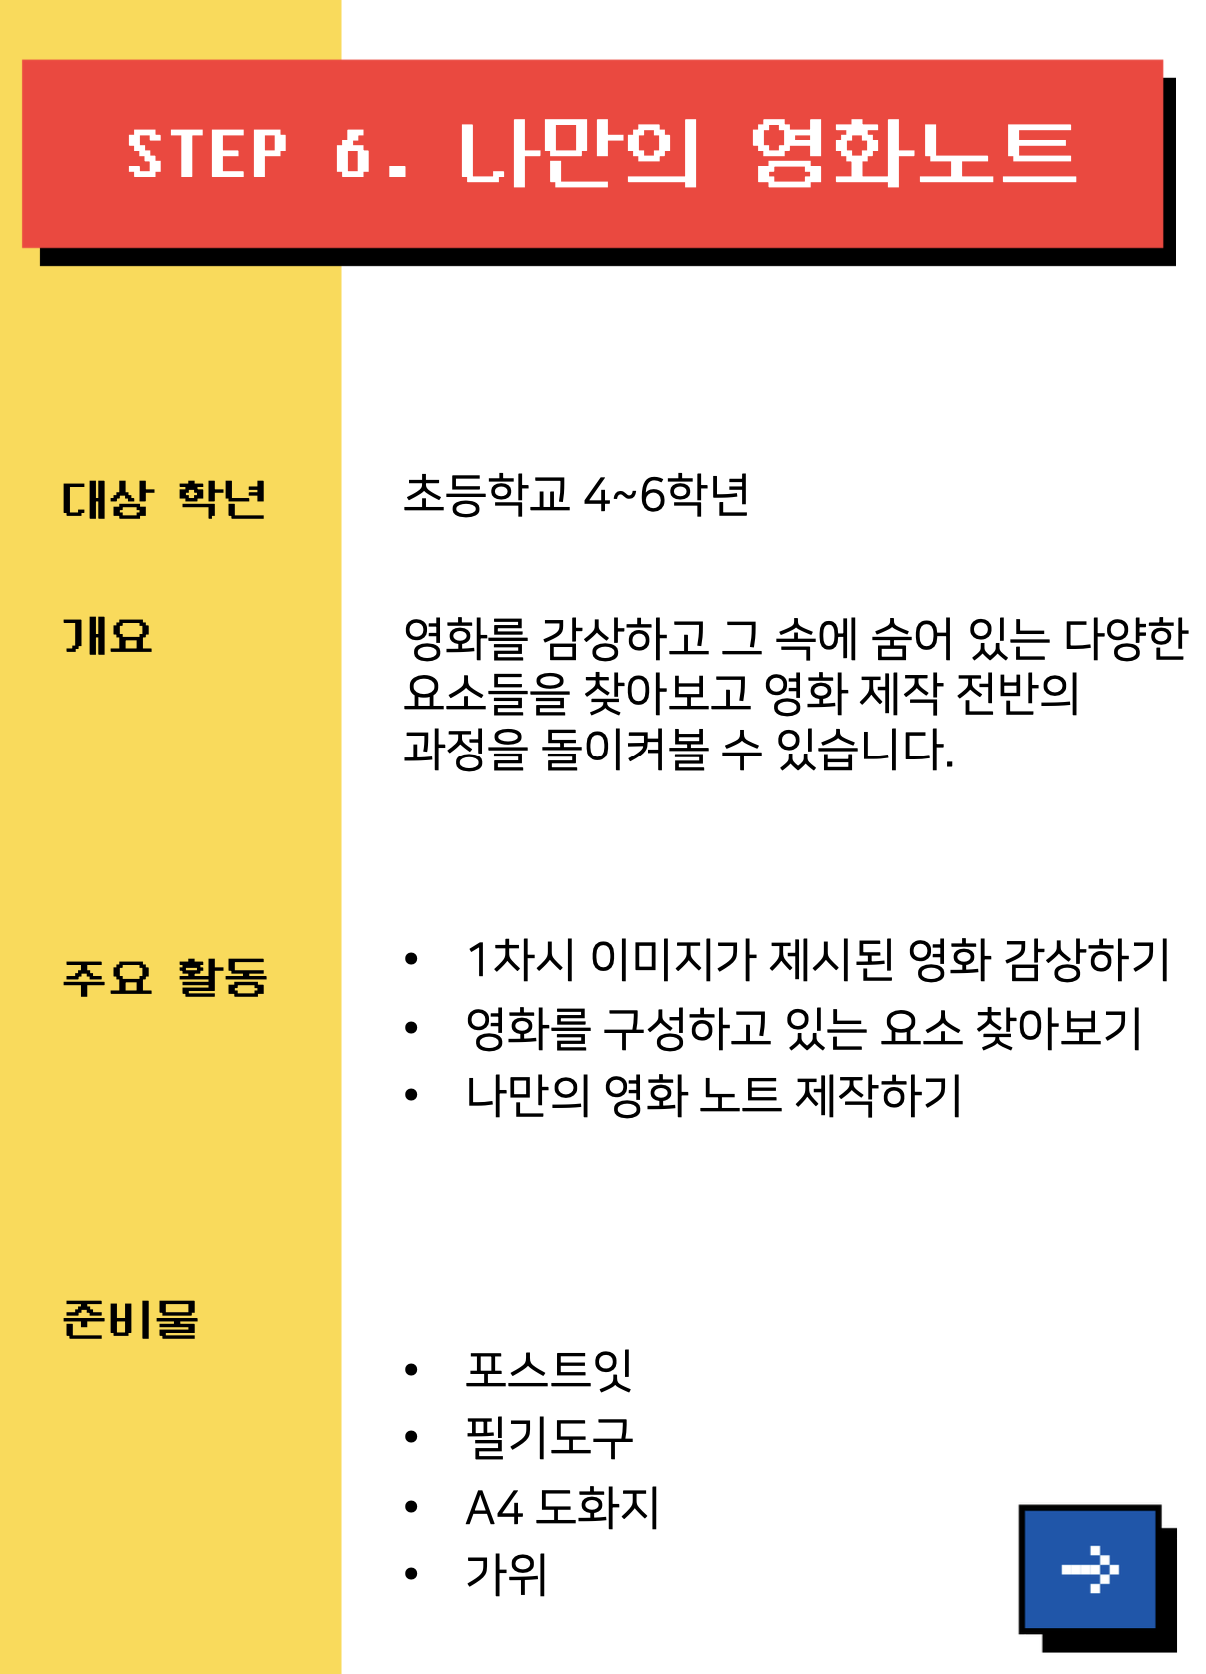 STEP 6. 나만의 영화노트
대상 학년
초등학교 4~6학년
개요
영화를 감상하고 그 속에 숨어 있는 다양한
요소들을 찾아보고 영화 제작 전반의
과정을 돌이켜볼 수 있습니다.
주요 활동
• 1차시 이미지가 제시된 영화 감상하기
• 영화를 구성하고 있는 요소 찾아보기
• 나만의 영화 노트 제작하기
준비물
• 포스트잇
• 필기도구
• A4 도화지
• 가위